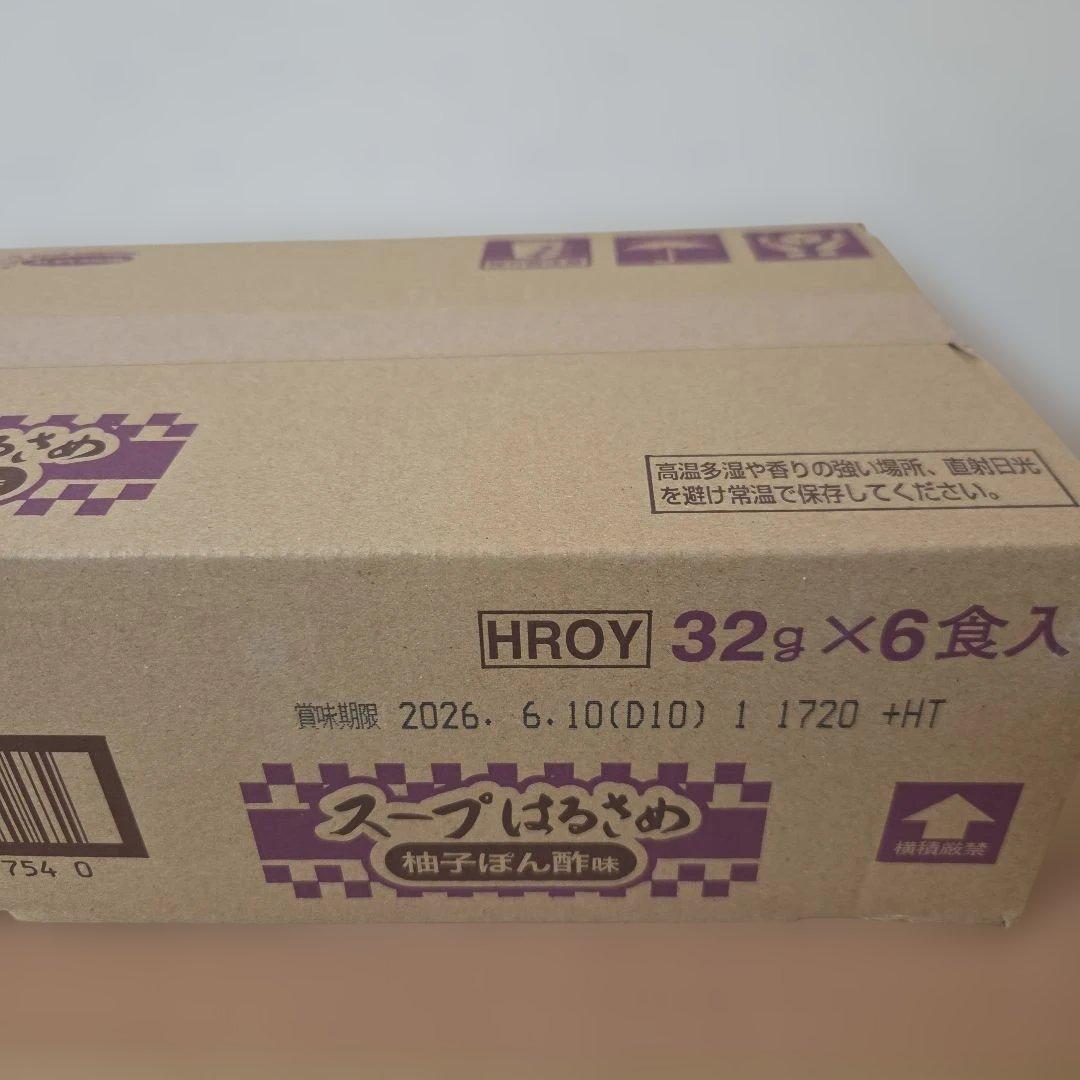 るさめ
高温多湿や香りの強い場所、直射日光
を避け常温で保存してください。
HROY 32g×6食入
賞味期限 2026. 6.10(D10) 1 1720 +HT
スープはるさめ
柚子ぽん酢味
横積厳禁
754 0